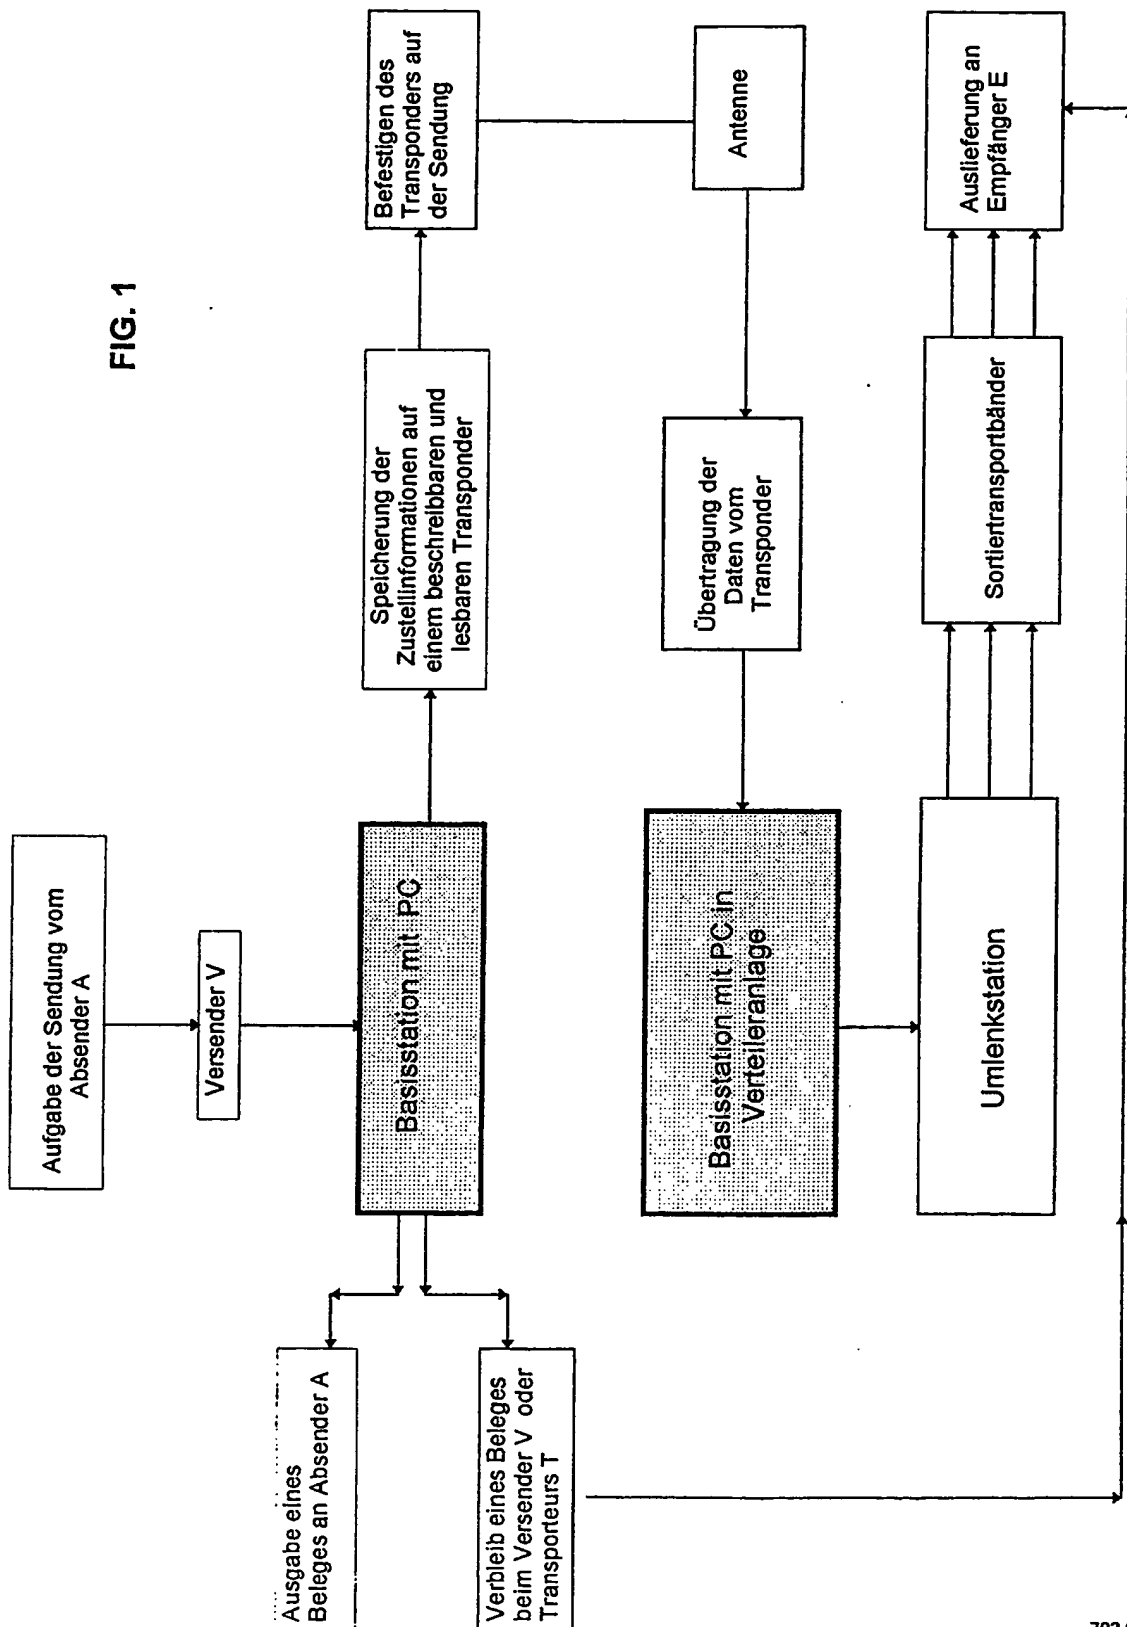 FIG. 1
Aufgabe der Sendung vom
Absender A
Versender V
Ausgabe eines
Beleges an Absender A
Basisstation mit PC
Speicherung der
Zustellinformationen auf
einem beschreibbaren und
lesbaren Transponder
Befestigen des
Transponders auf
der Sendung
Verbleib eines Beleges
beim Versender V oder
Transporteurs T
Basisstation mit PC in
Verteileranlage
Übertragung der
Daten vom
Transponder
Antenne
Umlenkstation
Sortiertransportbänder
Auslieferung an
Empfänger E